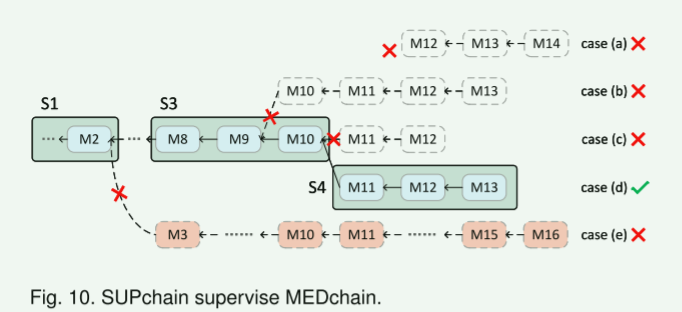 M12 M13 M14 case (a)
M10 M11 M12 M13 case (b)
S1 S3
... M2 ... M8 M9 M10 M11 M12 case (c)
S4 M11 M12 M13 case (d)
M3 ...... M10 M11 ...... M15 M16 case (e)
Fig. 10. SUPchain supervise MEDchain.